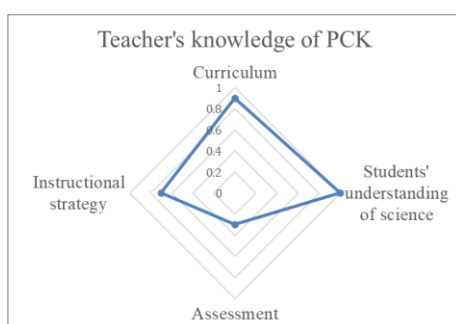 Teacher's knowledge of PCK
Curriculum
1
0.8
0.6
0.4
0.2
0
Students'
understanding
of science
Instructional
strategy
Assessment